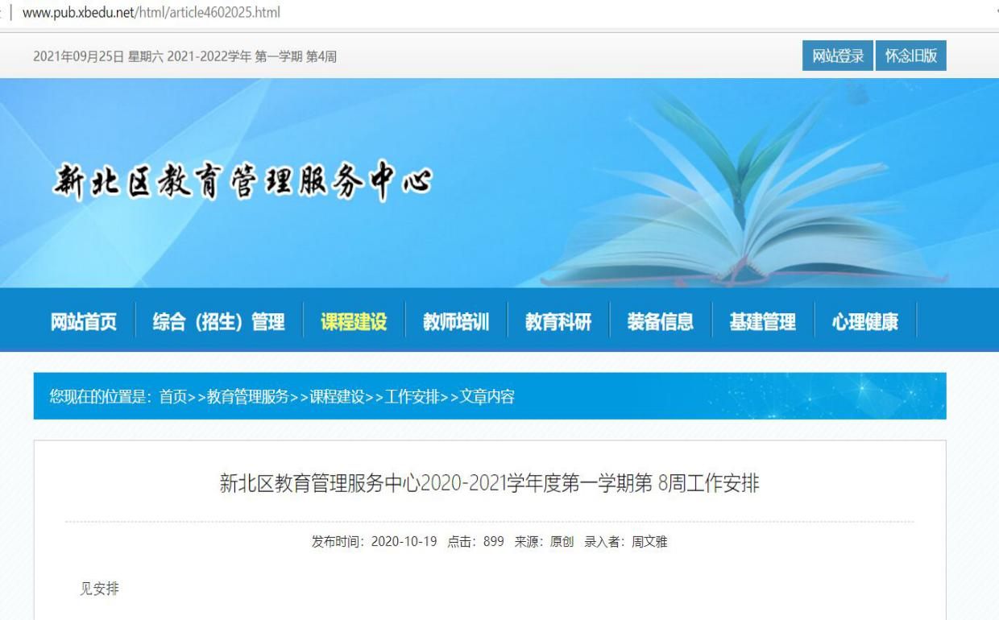 www.pub.xbedu.net/html/article4602025.html
2021年09月25日 星期六 2021-2022学年 第一学期 第4周
网站登录 怀念旧版
新北区教育管理服务中心
网站首页 综合（招生）管理 课程建设 教师培训 教育科研 装备信息 基建管理 心理健康
您现在的位置是：首页>>教育管理服务>>课程建设>>工作安排>>文章内容
新北区教育管理服务中心2020-2021学年度第一学期第 8周工作安排
发布时间：2020-10-19 点击：899 来源：原创 录入者：周文雅
见安排